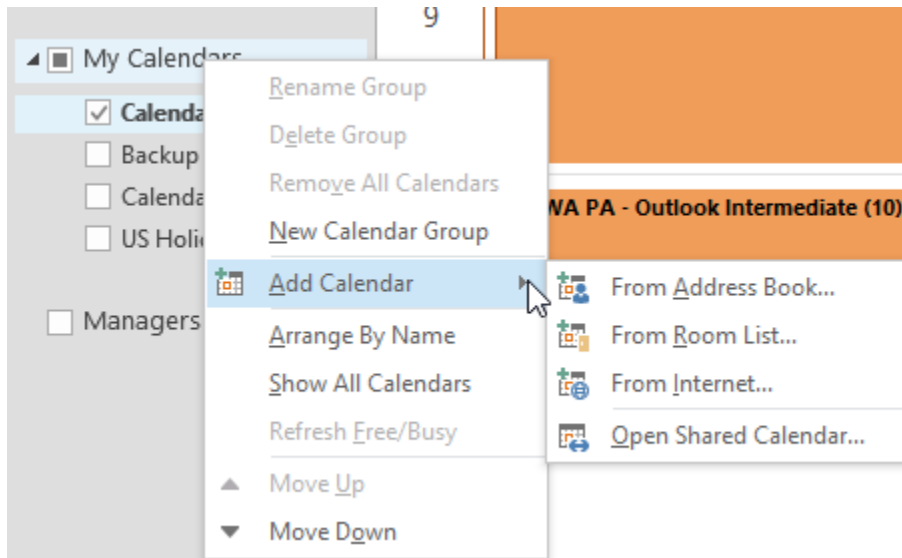 9
My Calendars
Calenda
Backup
Calenda
US Holi
Managers
Rename Group
Delete Group
Remove All Calendars
New Calendar Group
Add Calendar
Arrange By Name
Show All Calendars
Refresh Free/Busy
Move Up
Move Down
WA PA - Outlook Intermediate (10)
From Address Book...
From Room List...
From Internet...
Open Shared Calendar...